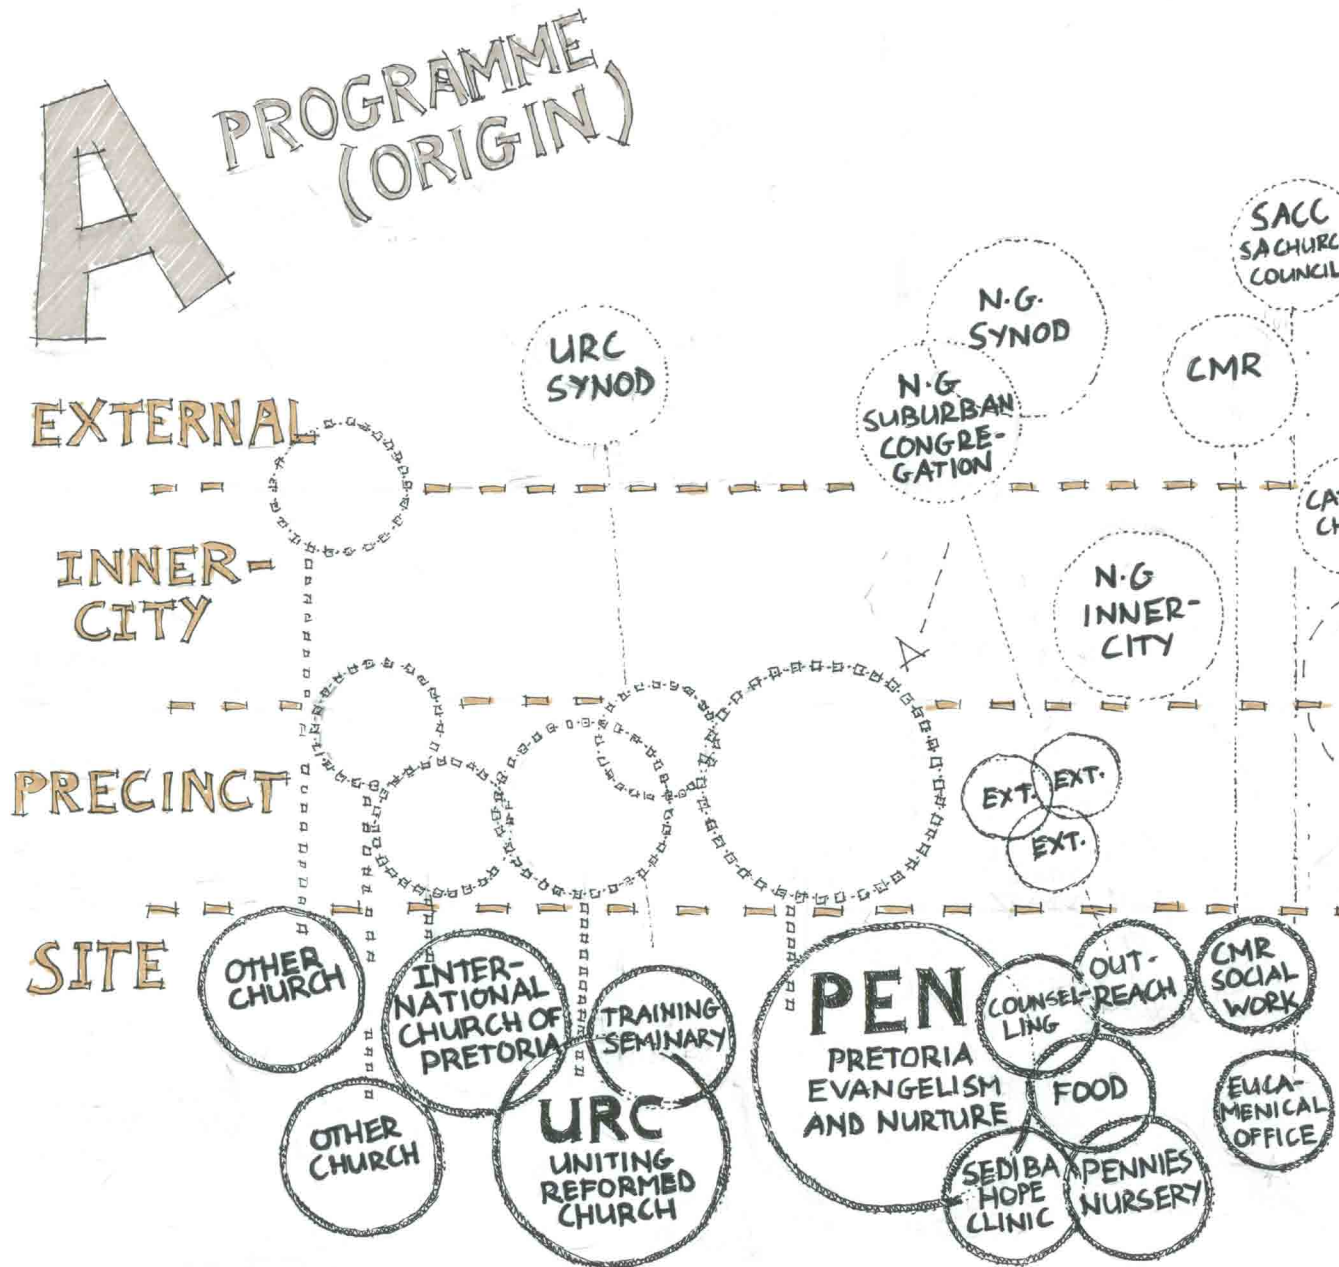 A
PROGRAMME
(ORIGIN)
SACC
SA CHURC
COUNCIL
N.G.
SYNOD
URC
SYNOD
N.G
SUBURBAN
CONGRE-
GATION
CMR
EXTERNAL
CA
CH
INNER-
CITY
N.G
INNER-
CITY
PRECINCT
EXT.
EXT.
EXT.
SITE
OTHER
CHURCH
INTER-
NATIONAL
CHURCH OF
PRETORIA
TRAINING
SEMINARY
OTHER
CHURCH
URC
UNITING
REFORMED
CHURCH
PEN
PRETORIA
EVANGELISM
AND NURTURE
COUNSEL-
LING
OUT-
REACH
FOOD
SEDIBA
HOPE
CLINIC
PENNIES
NURSERY
CMR
SOCIAL
WORK
EUCA-
MENICAL
OFFICE